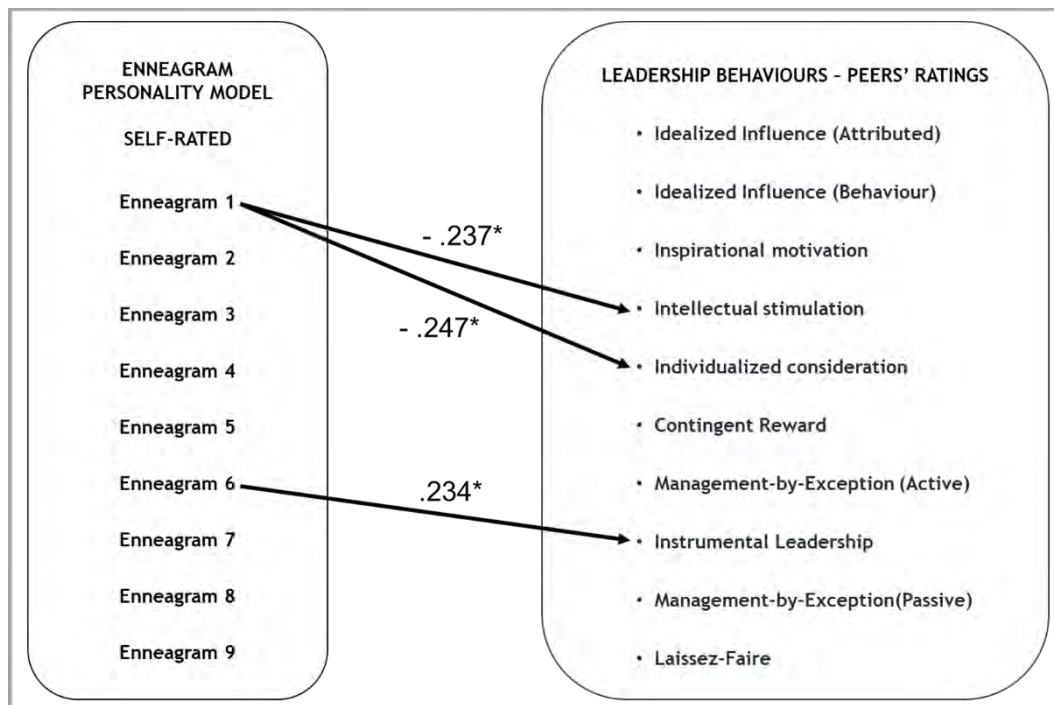 ENNEAGRAM
PERSONALITY MODEL
SELF-RATED
Enneagram 1
Enneagram 2
Enneagram 3
Enneagram 4
Enneagram 5
Enneagram 6
Enneagram 7
Enneagram 8
Enneagram 9
- .237*
- .247*
.234*
LEADERSHIP BEHAVIOURS – PEERS' RATINGS
• Idealized Influence (Attributed)
• Idealized Influence (Behaviour)
• Inspirational motivation
• Intellectual stimulation
• Individualized consideration
• Contingent Reward
• Management-by-Exception (Active)
• Instrumental Leadership
• Management-by-Exception(Passive)
• Laissez-Faire